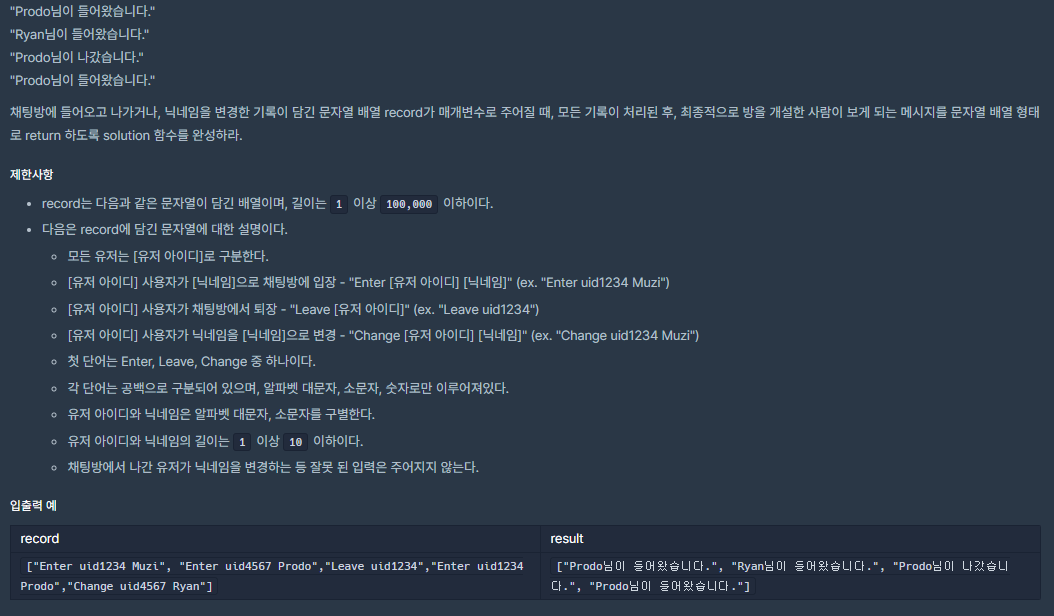 "Prodo님이 들어왔습니다."
"Ryan님이 들어왔습니다."
"Prodo님이 나갔습니다."
"Prodo님이 들어왔습니다."
채팅방에 들어오고 나가거나, 닉네임을 변경한 기록이 담긴 문자열 배열 record가 매개변수로 주어질 때, 모든 기록이 처리된 후, 최종적으로 방을 개설한 사람이 보게 되는 메시지를 문자열 배열 형태
로 return 하도록 solution 함수를 완성하라.
제한사항
• record는 다음과 같은 문자열이 담긴 배열이며, 길이는 1 이상 100,000 이하이다.
• 다음은 record에 담긴 문자열에 대한 설명이다.
◦ 모든 유저는 [유저 아이디]로 구분한다.
◦ [유저 아이디] 사용자가 [닉네임]으로 채팅방에 입장 - "Enter [유저 아이디] [닉네임]" (ex. "Enter uid1234 Muzi")
◦ [유저 아이디] 사용자가 채팅방에서 퇴장 - "Leave [유저 아이디]" (ex. "Leave uid1234")
◦ [유저 아이디] 사용자가 닉네임을 [닉네임]으로 변경 - "Change [유저 아이디] [닉네임]" (ex. "Change uid1234 Muzi")
◦ 첫 단어는 Enter, Leave, Change 중 하나이다.
◦ 각 단어는 공백으로 구분되어 있으며, 알파벳 대문자, 소문자, 숫자로만 이루어져있다.
◦ 유저 아이디와 닉네임은 알파벳 대문자, 소문자를 구별한다.
◦ 유저 아이디와 닉네임의 길이는 1 이상 10 이하이다.
◦ 채팅방에서 나간 유저가 닉네임을 변경하는 등 잘못 된 입력은 주어지지 않는다.
입출력 예
record result
["Enter uid1234 Muzi", "Enter uid4567 Prodo","Leave uid1234","Enter uid1234
Prodo","Change uid4567 Ryan"]
["Prodo님이 들어왔습니다.", "Ryan님이 들어왔습니다.", "Prodo님이 나갔습니
다.", "Prodo님이 들어왔습니다."]